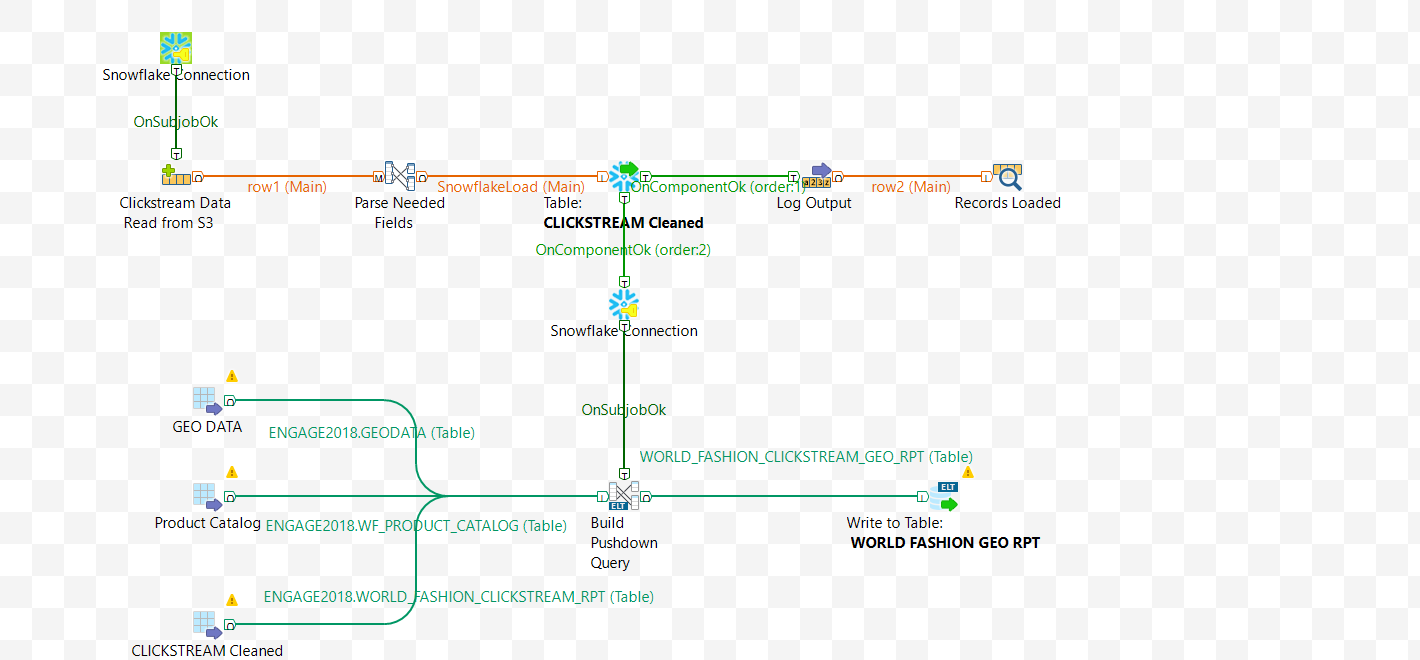 Snowflake Connection
OnSubjobOk
row1 (Main)
SnowflakeLoad (Main)
OnComponentOk (order:1)
row2 (Main)
Clickstream Data
Read from S3
Parse Needed
Fields
Table:
CLICKSTREAM Cleaned
Log Output
Records Loaded
OnComponentOk (order:2)
Snowflake Connection
OnSubjobOk
GEO DATA
ENGAGE2018.GEODATA (Table)
WORLD_FASHION_CLICKSTREAM_GEO_RPT (Table)
ELT
ELT
Product Catalog
ENGAGE2018.WF_PRODUCT_CATALOG (Table)
Build
Pushdown
Query
Write to Table:
WORLD FASHION GEO RPT
ENGAGE2018.WORLD_FASHION_CLICKSTREAM_RPT (Table)
CLICKSTREAM Cleaned